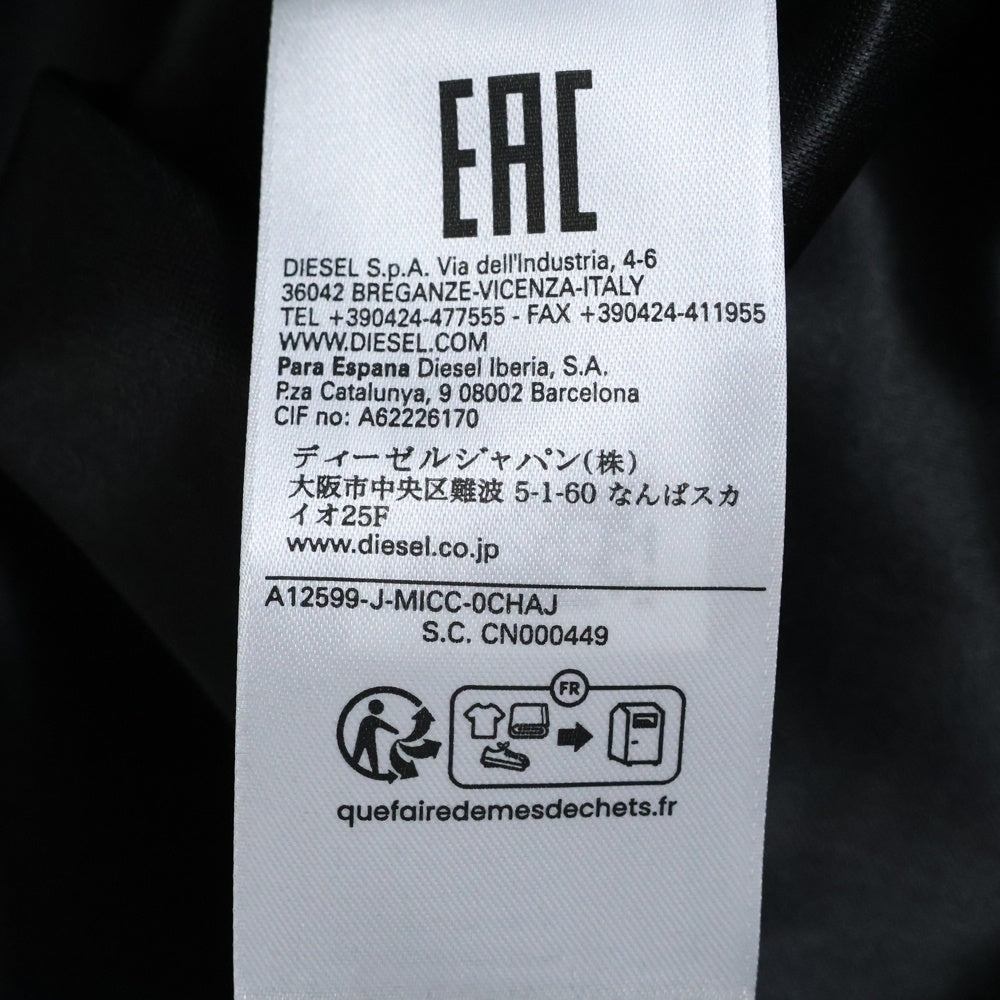 EAC
DIESEL S.p.A. Via dell'Industria, 4-6
36042 BREGANZE-VICENZA-ITALY
TEL +390424-477555 - FAX +390424-411955
WWW.DIESEL.COM
Para Espana Diesel Iberia, S.A.
P.za Catalunya, 9 08002 Barcelona
CIF no: A62226170
ディーゼルジャパン(株)
大阪市中央区難波 5-1-60 なんばスカ
イオ25F
www.diesel.co.jp
A12599-J-MICC-0CHAJ
S.C. CN000449
FR
quefairedemesdechets.fr